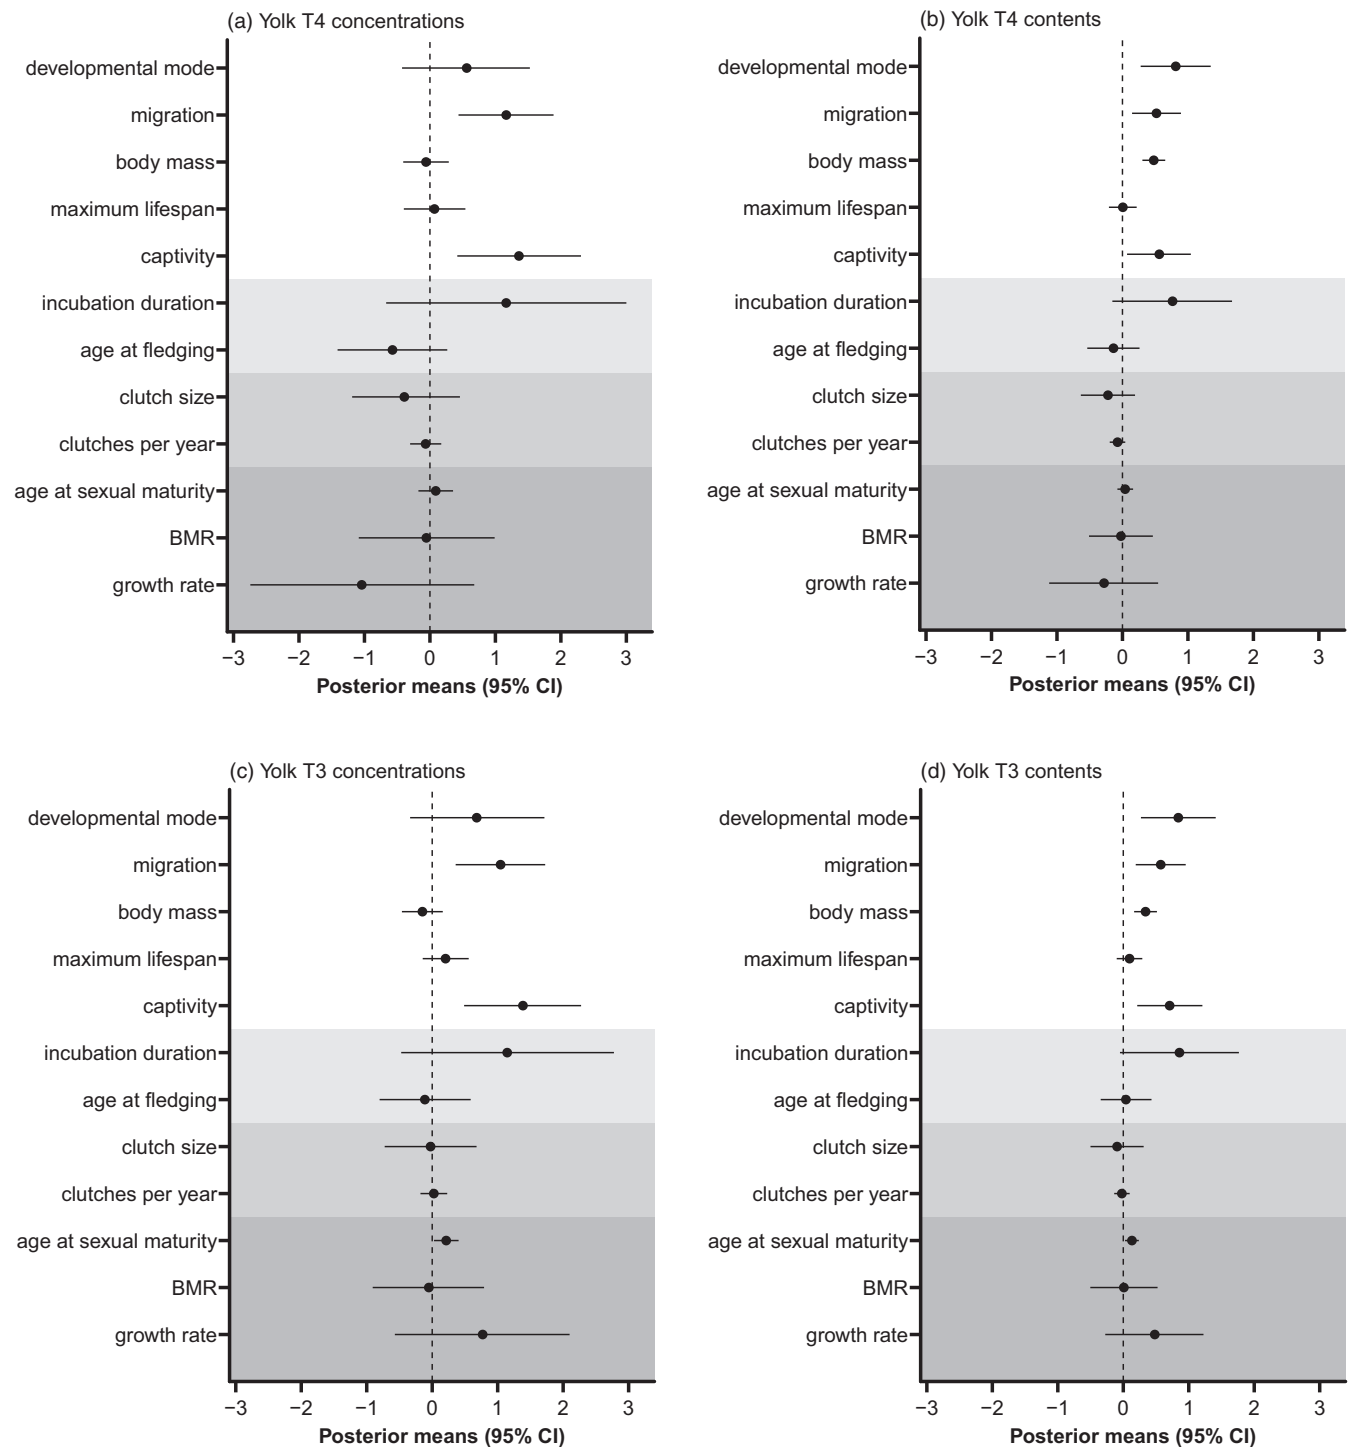 (a) Yolk T4 concentrations
developmental mode
migration
body mass
maximum lifespan
captivity
incubation duration
age at fledging
clutch size
clutches per year
age at sexual maturity
BMR
growth rate
−3 −2 −1 0 1 2 3
Posterior means (95% CI)
(b) Yolk T4 contents
developmental mode
migration
body mass
maximum lifespan
captivity
incubation duration
age at fledging
clutch size
clutches per year
age at sexual maturity
BMR
growth rate
−3 −2 −1 0 1 2 3
Posterior means (95% CI)
(c) Yolk T3 concentrations
developmental mode
migration
body mass
maximum lifespan
captivity
incubation duration
age at fledging
clutch size
clutches per year
age at sexual maturity
BMR
growth rate
−3 −2 −1 0 1 2 3
Posterior means (95% CI)
(d) Yolk T3 contents
developmental mode
migration
body mass
maximum lifespan
captivity
incubation duration
age at fledging
clutch size
clutches per year
age at sexual maturity
BMR
growth rate
−3 −2 −1 0 1 2 3
Posterior means (95% CI)